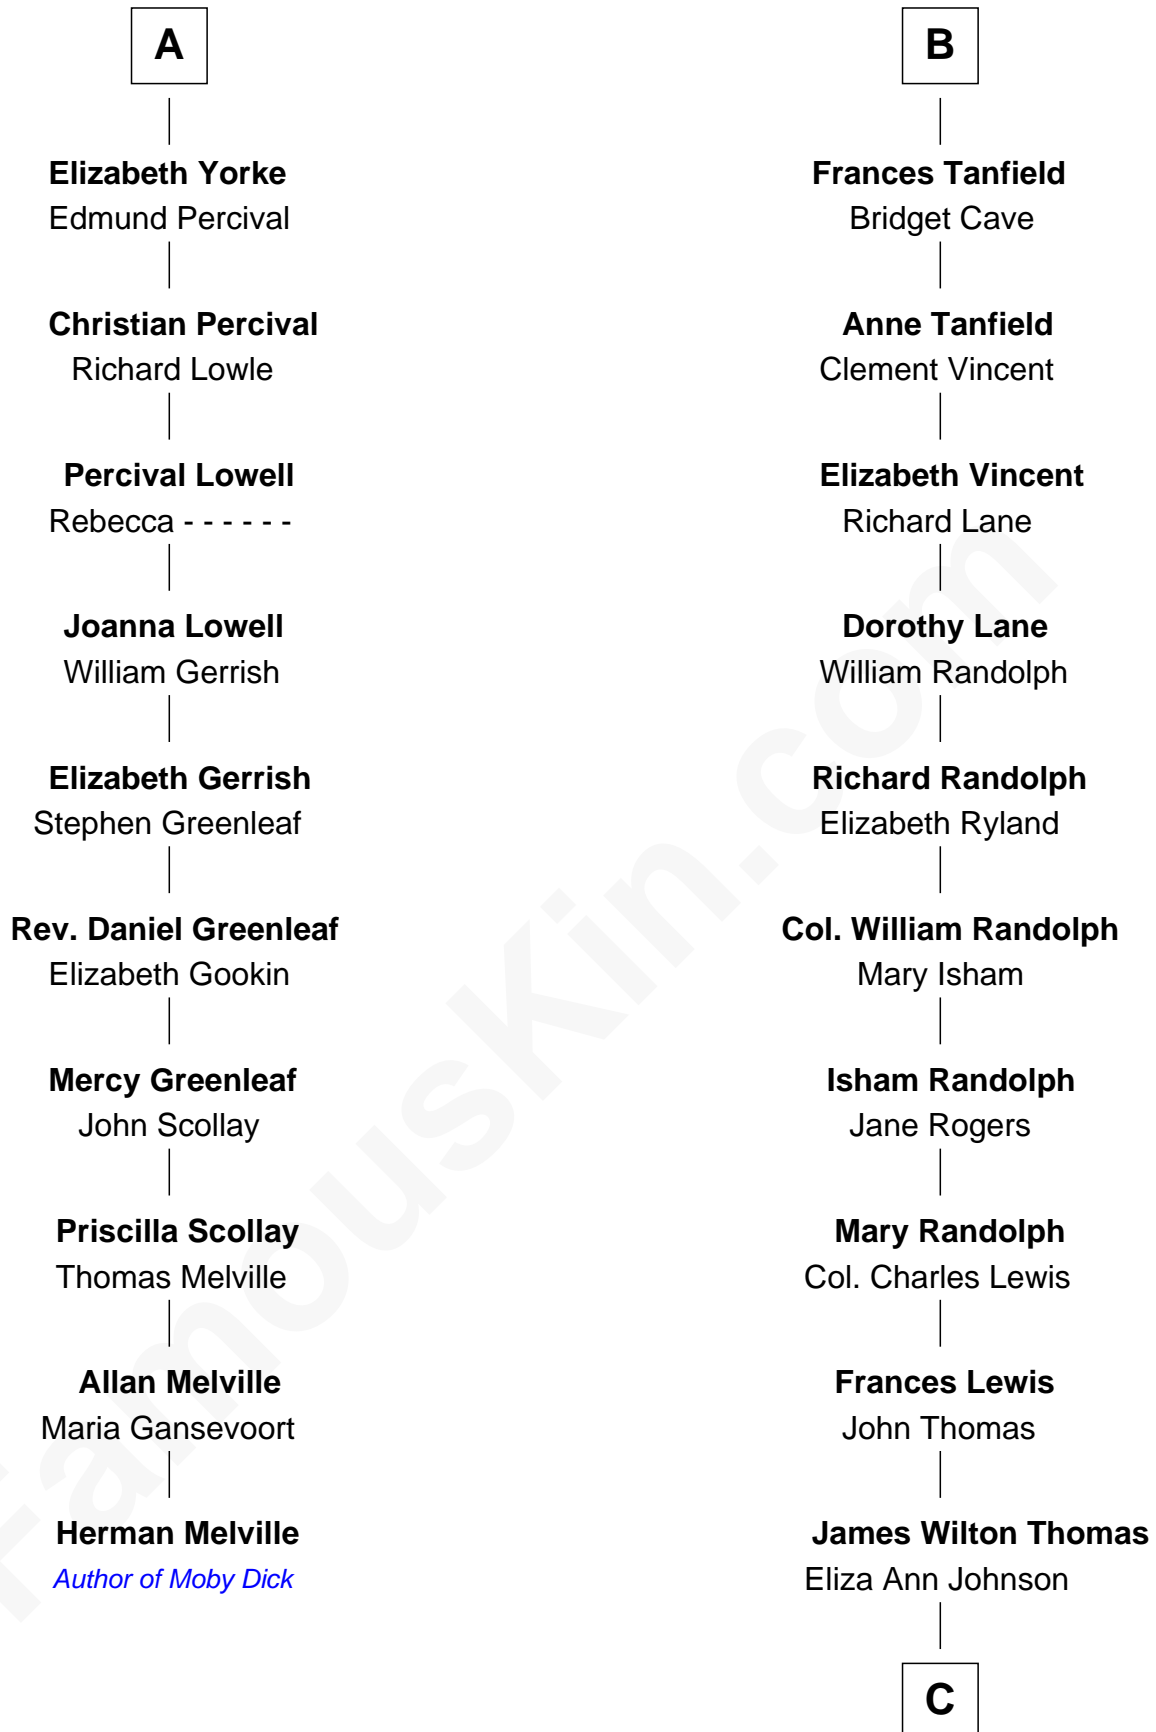 A
Elizabeth Yorke
Edmund Percival
Christian Percival
Richard Lowle
Percival Lowell
Rebecca - - - - - -
Joanna Lowell
William Gerrish
Elizabeth Gerrish
Stephen Greenleaf
Rev. Daniel Greenleaf
Elizabeth Gookin
Mercy Greenleaf
John Scollay
Priscilla Scollay
Thomas Melville
Allan Melville
Maria Gansevoort
Herman Melville
Author of Moby Dick
B
Frances Tanfield
Bridget Cave
Anne Tanfield
Clement Vincent
Elizabeth Vincent
Richard Lane
Dorothy Lane
William Randolph
Richard Randolph
Elizabeth Ryland
Col. William Randolph
Mary Isham
Isham Randolph
Jane Rogers
Mary Randolph
Col. Charles Lewis
Frances Lewis
John Thomas
James Wilton Thomas
Eliza Ann Johnson
C
FamousKin.com